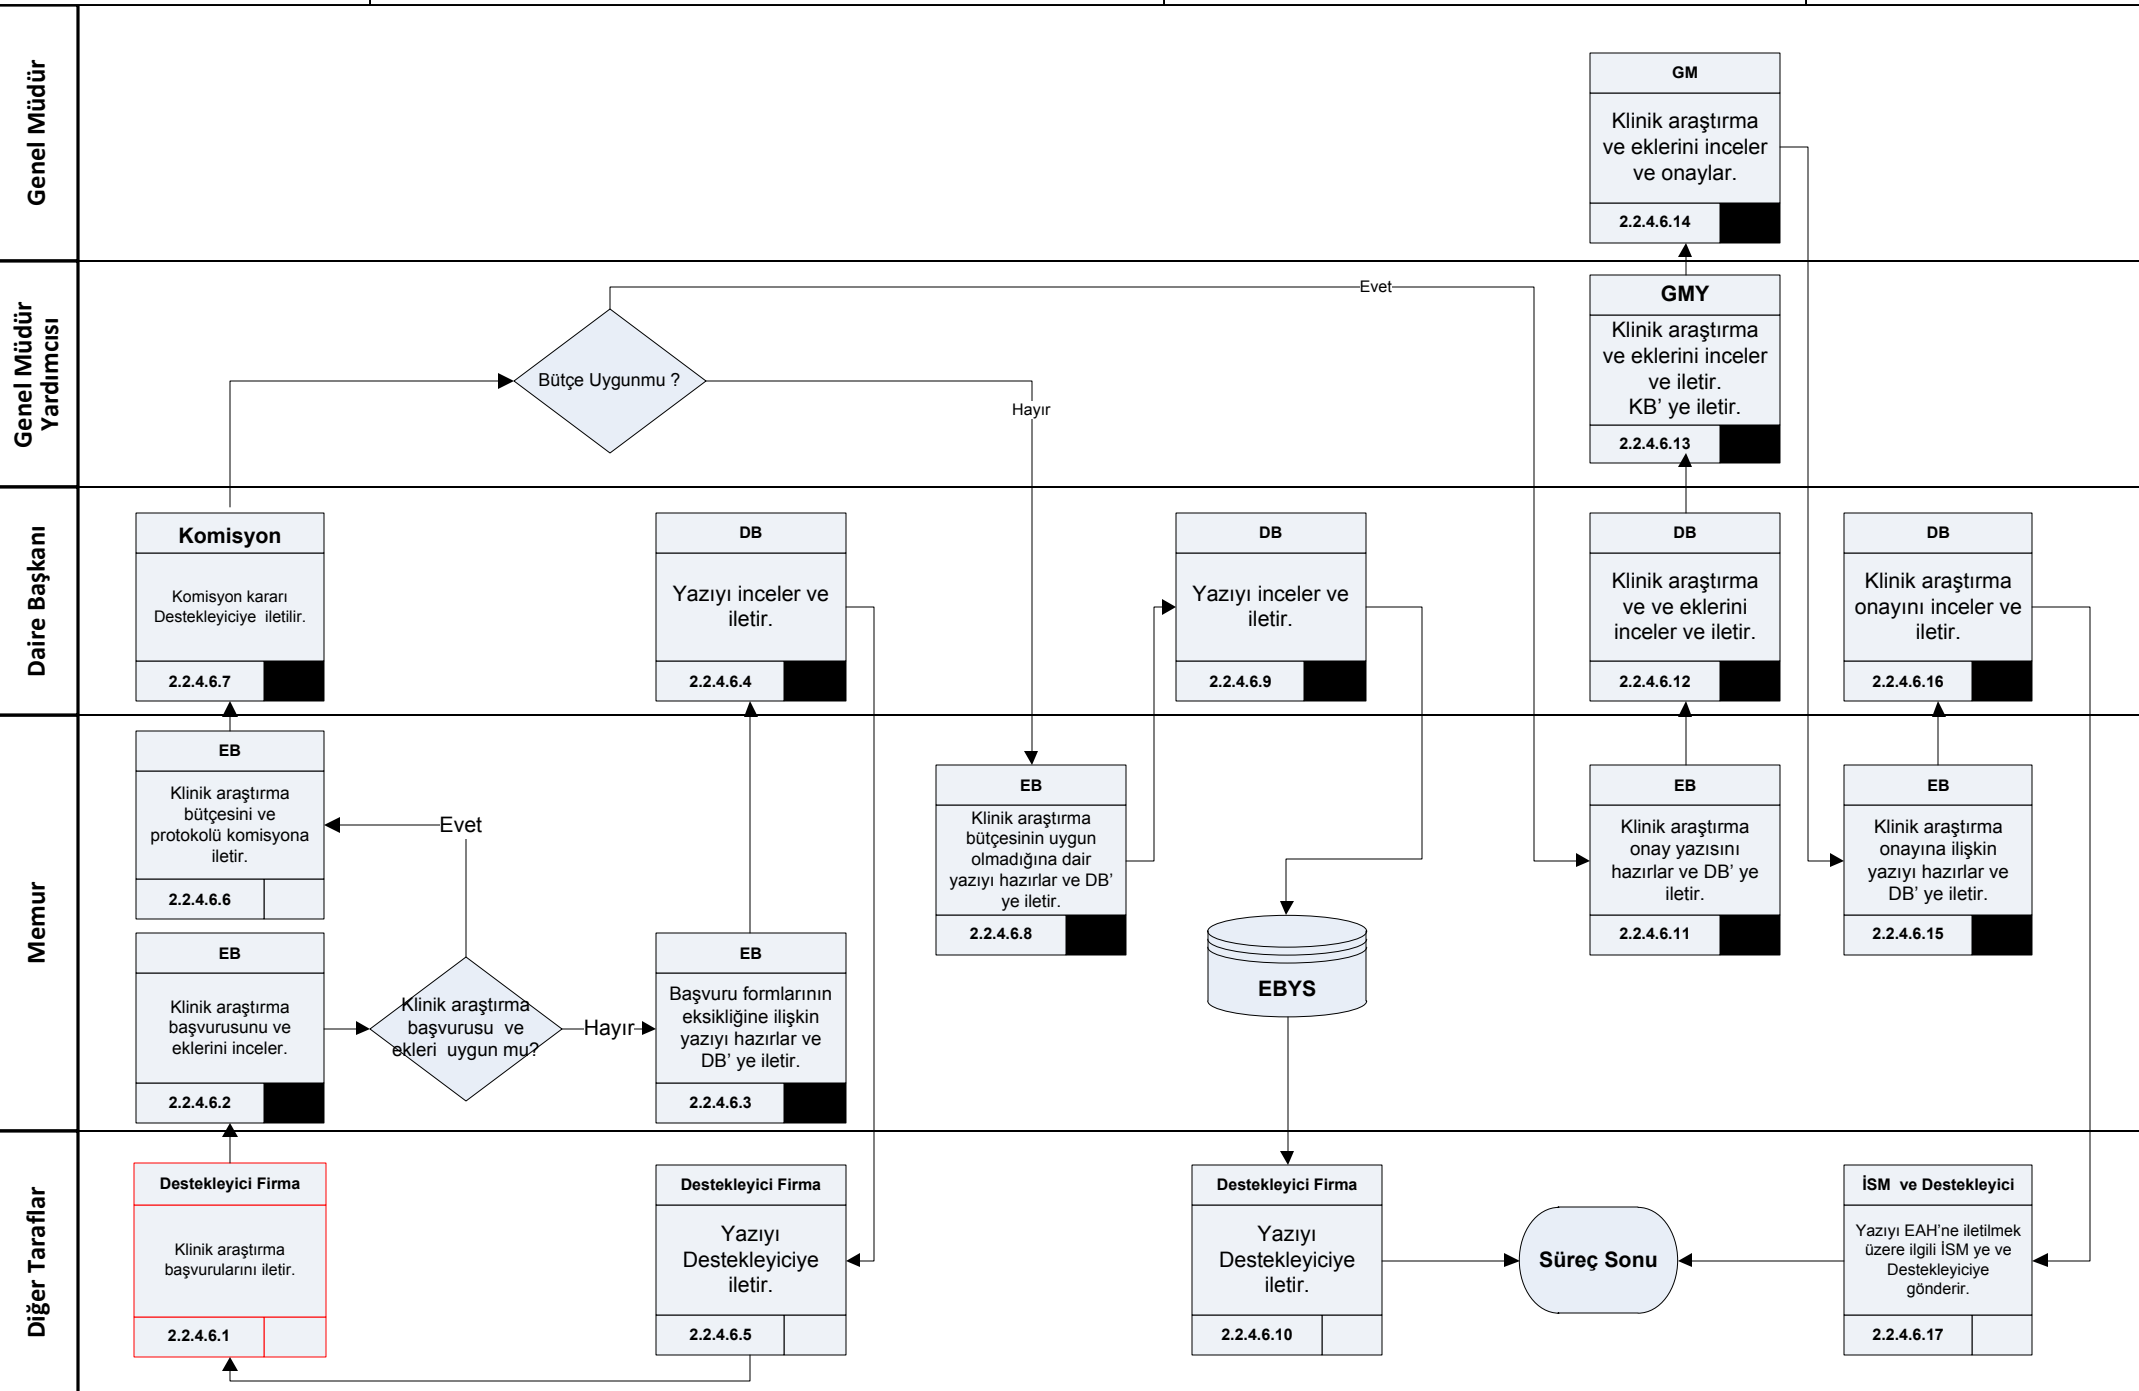 Genel Müdür
GM
Klinik araştırma
ve eklerini inceler
ve onaylar.
2.2.4.6.14
Genel Müdür
Yardımcısı
Bütçe Uygunmu ?
Evet
Hayır
GMY
Klinik araştırma
ve eklerini inceler
ve iletir.
KB’ ye iletir.
2.2.4.6.13
Daire Başkanı
Komisyon
Komisyon kararı
Destekleyiciye iletilir.
2.2.4.6.7
DB
Yazıyı inceler ve
iletir.
2.2.4.6.4
DB
Yazıyı inceler ve
iletir.
2.2.4.6.9
DB
Klinik araştırma
ve ve eklerini
inceler ve iletir.
2.2.4.6.12
DB
Klinik araştırma
onayını inceler ve
iletir.
2.2.4.6.16
Memur
EB
Klinik araştırma
bütçesini ve
protokolü komisyona
iletir.
2.2.4.6.6
Evet
EB
Klinik araştırma
başvurusunu ve
eklerini inceler.
2.2.4.6.2
Klinik araştırma
başvurusu ve
ekleri uygun mu?
Hayır
EB
Başvuru formlarının
eksikliğine ilişkin
yazıyı hazırlar ve
DB’ ye iletir.
2.2.4.6.3
EB
Klinik araştırma
bütçesinin uygun
olmadığına dair
yazıyı hazırlar ve DB’
ye iletir.
2.2.4.6.8
EBYS
EB
Klinik araştırma
onay yazısını
hazırlar ve DB’ ye
iletir.
2.2.4.6.11
EB
Klinik araştırma
onayına ilişkin
yazıyı hazırlar ve
DB’ ye iletir.
2.2.4.6.15
Diğer Taraflar
Destekleyici Firma
Klinik araştırma
başvurularını iletir.
2.2.4.6.1
Destekleyici Firma
Yazıyı
Destekleyiciye
iletir.
2.2.4.6.5
Destekleyici Firma
Yazıyı
Destekleyiciye
iletir.
2.2.4.6.10
Süreç Sonu
İSM ve Destekleyici
Yazıyı EAH’ne iletilmek
üzere ilgili İSM ye ve
Destekleyiciye
gönderir.
2.2.4.6.17